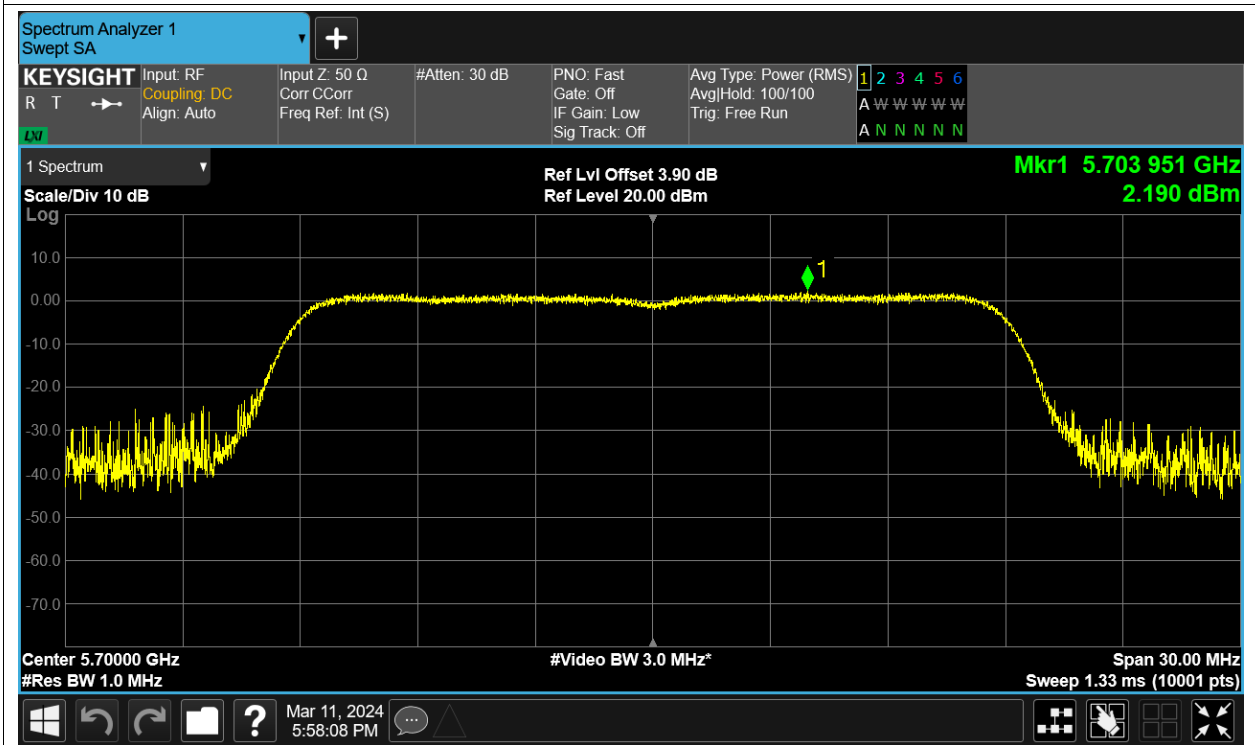 Spectrum Analyzer 1
Swept SA
KEYSIGHT
R T
LXI
Input: RF
Coupling: DC
Align: Auto
Input Z: 50 Ω
Corr CCorr
Freq Ref: Int (S)
#Atten: 30 dB
PNO: Fast
Gate: Off
IF Gain: Low
Sig Track: Off
Avg Type: Power (RMS)
Avg|Hold: 100/100
Trig: Free Run
1 2 3 4 5 6
A W W W W W
A N N N N N
1 Spectrum
Scale/Div 10 dB
Ref Lvl Offset 3.90 dB
Ref Level 20.00 dBm
Mkr1 5.703 951 GHz
2.190 dBm
Log
10.0
0.00
-10.0
-20.0
-30.0
-40.0
-50.0
-60.0
-70.0
1
Center 5.70000 GHz
#Res BW 1.0 MHz
#Video BW 3.0 MHz*
Span 30.00 MHz
Sweep 1.33 ms (10001 pts)
?
Mar 11, 2024
5:58:08 PM